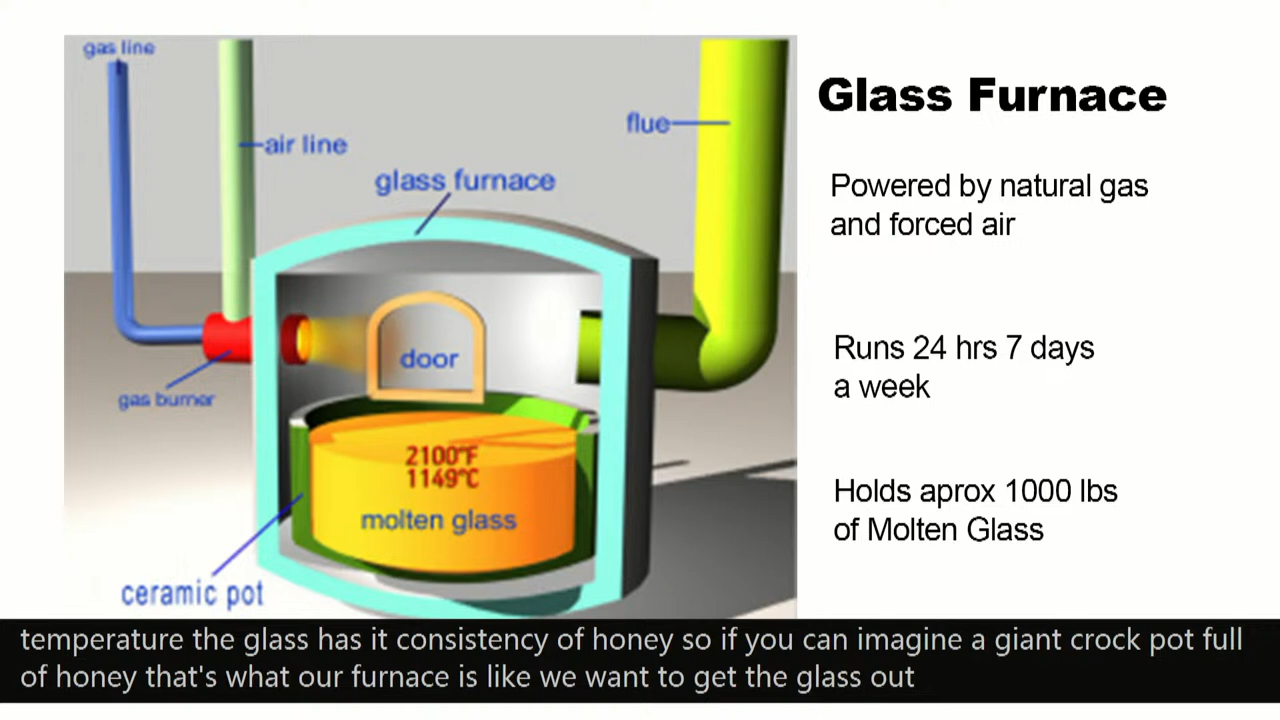 gas line
air line
flue
glass furnace
door
gas burner
2100°F
1149°C
molten glass
ceramic pot
Glass Furnace
Powered by natural gas
and forced air
Runs 24 hrs 7 days
a week
Holds aprox 1000 lbs
of Molten Glass
temperature the glass has it consistency of honey so if you can imagine a giant crock pot full
of honey that's what our furnace is like we want to get the glass out